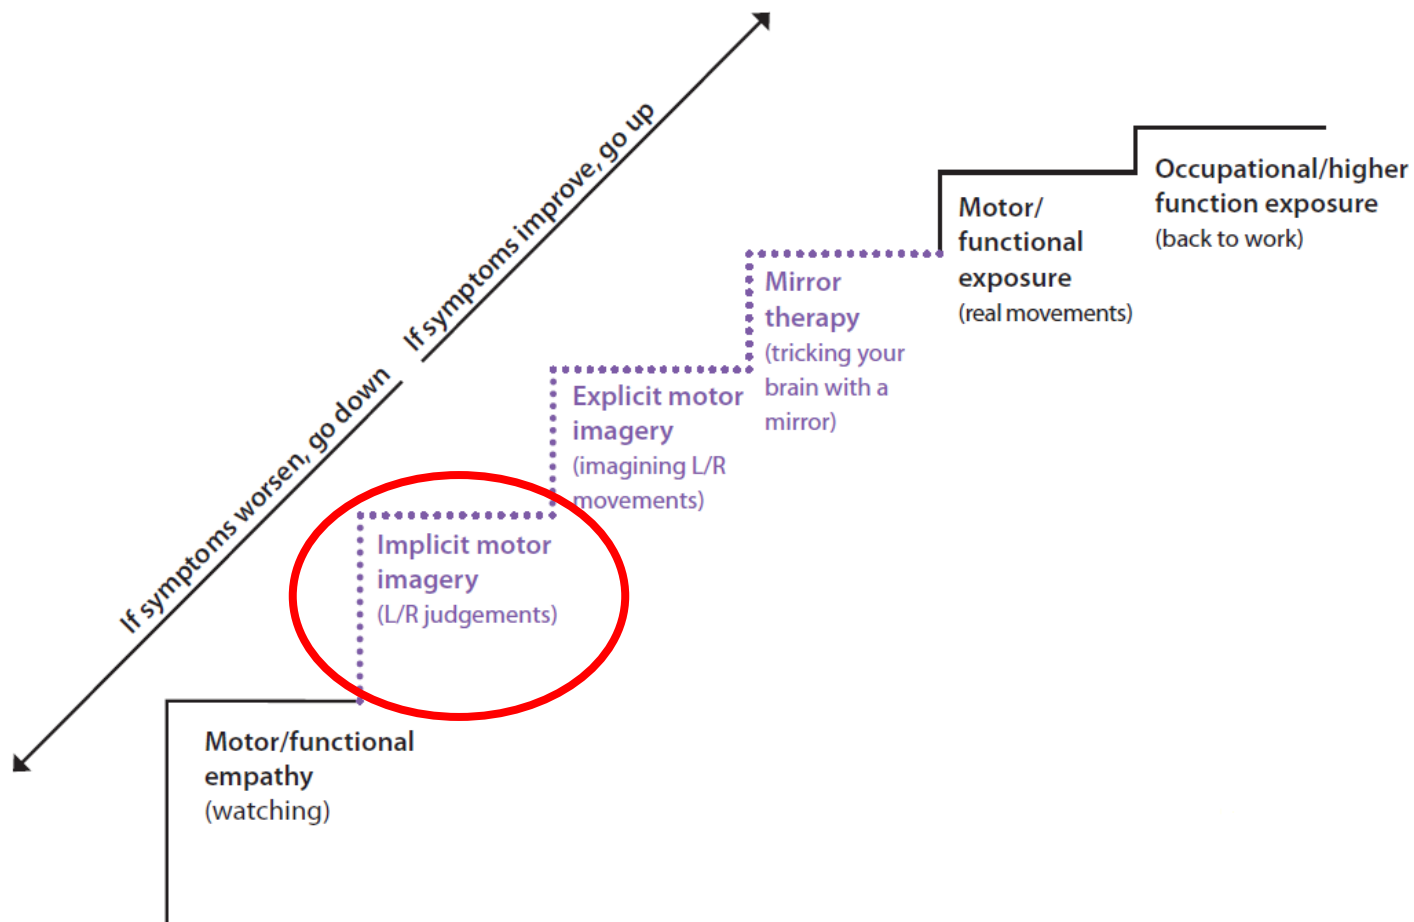 If symptoms improve, go up
If symptoms worsen, go down
Motor/functional
empathy
(watching)
Implicit motor
imagery
(L/R judgements)
Explicit motor
imagery
(imagining L/R
movements)
Mirror
therapy
(tricking your
brain with a
mirror)
Motor/
functional
exposure
(real movements)
Occupational/higher
function exposure
(back to work)